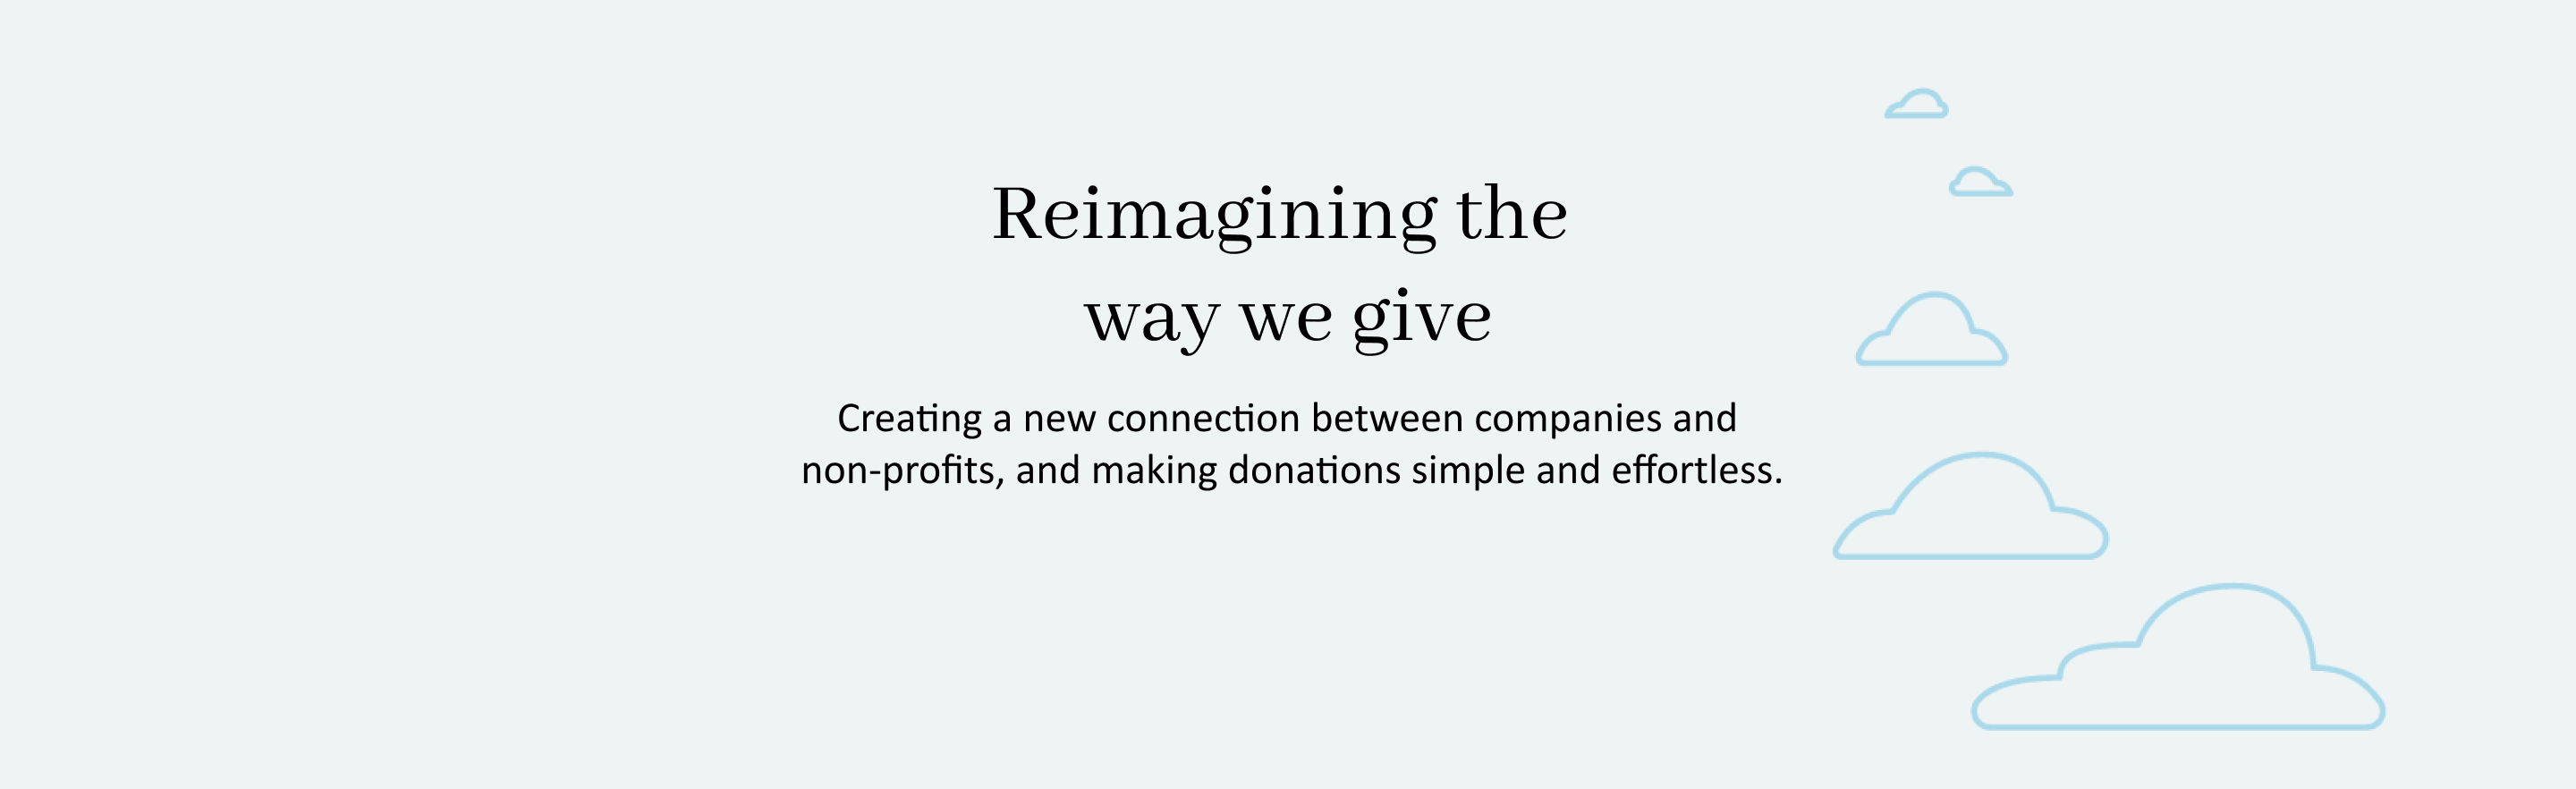 Reimagining the
way we give
Creating a new connection between companies and
non-profits, and making donations simple and effortless.